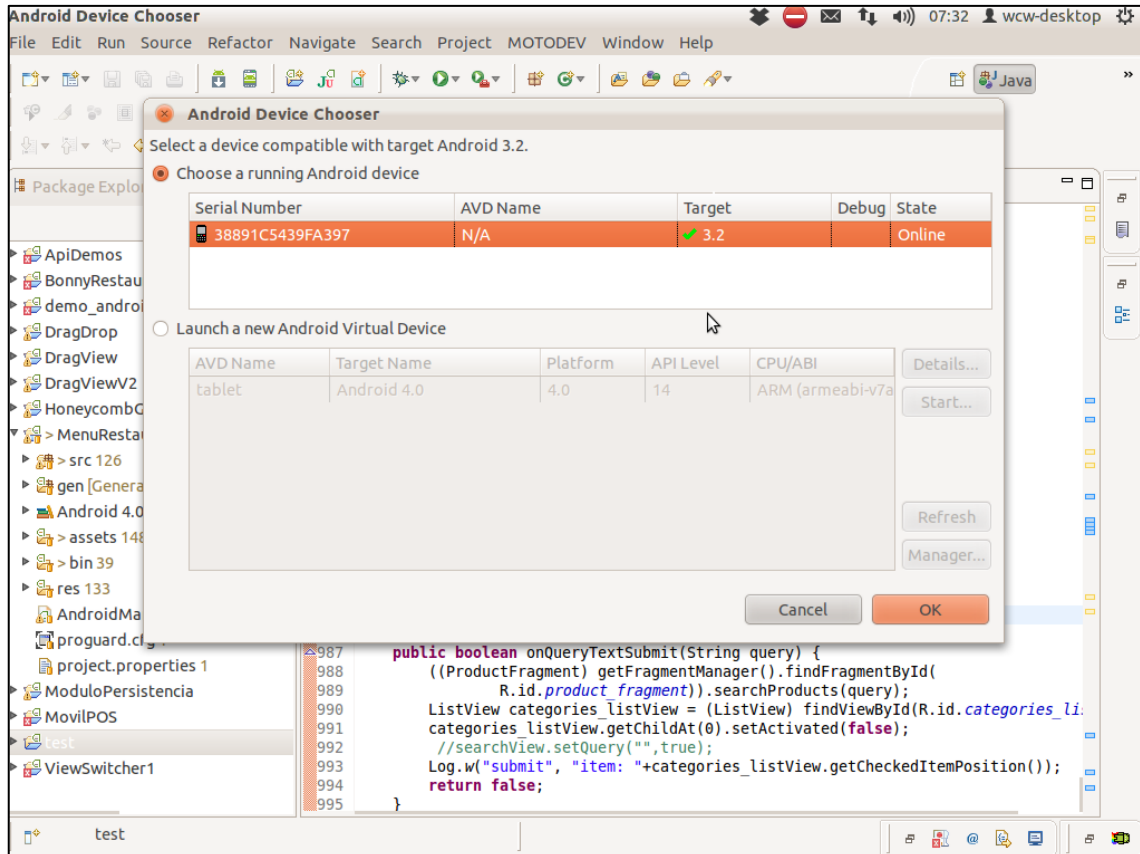 Android Device Chooser
07:32 wcw-desktop
File Edit Run Source Refactor Navigate Search Project MOTODEV Window Help
Java
»
Android Device Chooser
Select a device compatible with target Android 3.2.
Choose a running Android device
Package Explo
Serial Number AVD Name Target Debug State
38891C5439FA397 N/A 3.2 Online
ApiDemos
BonnyRestau
demo_androi
DragDrop
Launch a new Android Virtual Device
DragView
AVD Name Target Name Platform API Level CPU/ABI
Details...
DragViewV2
tablet Android 4.0 4.0 14 ARM (armeabi-v7a
Start...
HoneycombG
> MenuRestau
> src 126
gen [Genera
Android 4.0
Refresh
> assets 148
> bin 39
Manager...
res 133
AndroidMa
Cancel OK
proguard.cfg
project.properties 1
ModuloPersistencia
MovilPOS
test
ViewSwitcher1
987 public boolean onQueryTextSubmit(String query) {
988 ((ProductFragment) getFragmentManager().findFragmentById(
989 R.id.product_fragment)).searchProducts(query);
990 ListView categories_listView = (ListView) findViewById(R.id.categories_li
991 categories_listView.getChildAt(0).setActivated(false);
992 //searchView.setQuery("",true);
993 Log.w("submit", "item: "+categories_listView.getCheckedItemPosition());
994 return false;
995 }
test